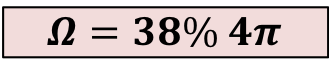 Ω = 38% 4π